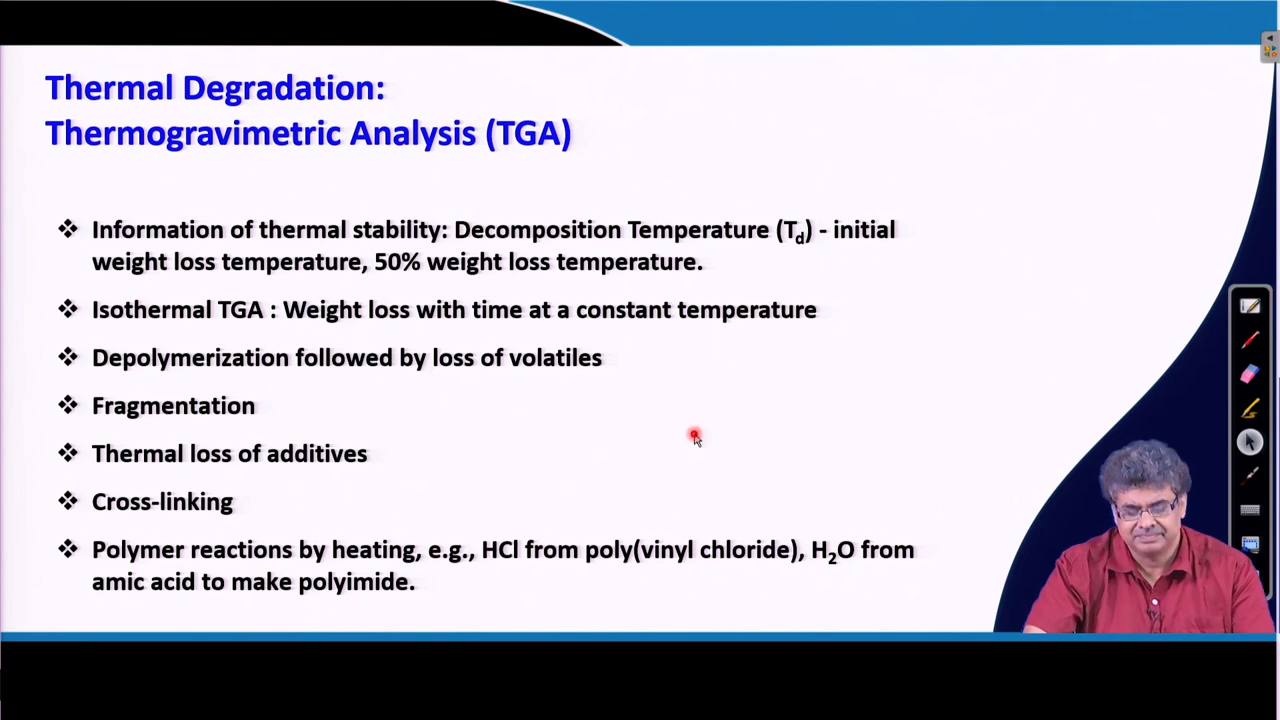 Thermal Degradation:
Thermogravimetric Analysis (TGA)
❖ Information of thermal stability: Decomposition Temperature (Td) - initial
weight loss temperature, 50% weight loss temperature.
❖ Isothermal TGA : Weight loss with time at a constant temperature
❖ Depolymerization followed by loss of volatiles
❖ Fragmentation
❖ Thermal loss of additives
❖ Cross-linking
❖ Polymer reactions by heating, e.g., HCl from poly(vinyl chloride), H2O from
amic acid to make polyimide.